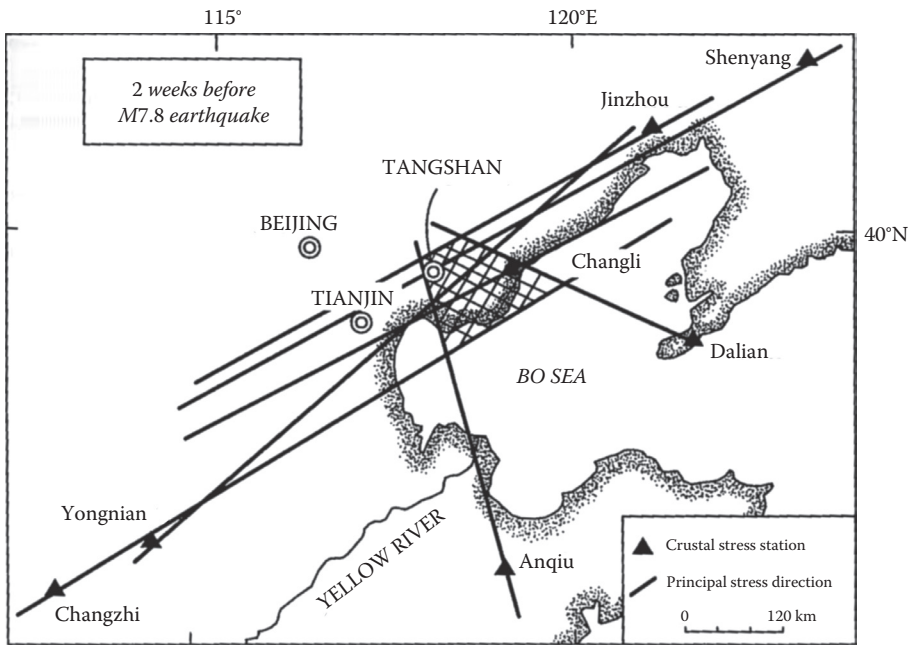 115°
120°E
2 weeks before
M7.8 earthquake
Shenyang
Jinzhou
TANGSHAN
BEIJING
40°N
Changli
TIANJIN
Dalian
BO SEA
Yongnian
YELLOW RIVER
Anqiu
Changzhi
Crustal stress station
Principal stress direction
0 120 km